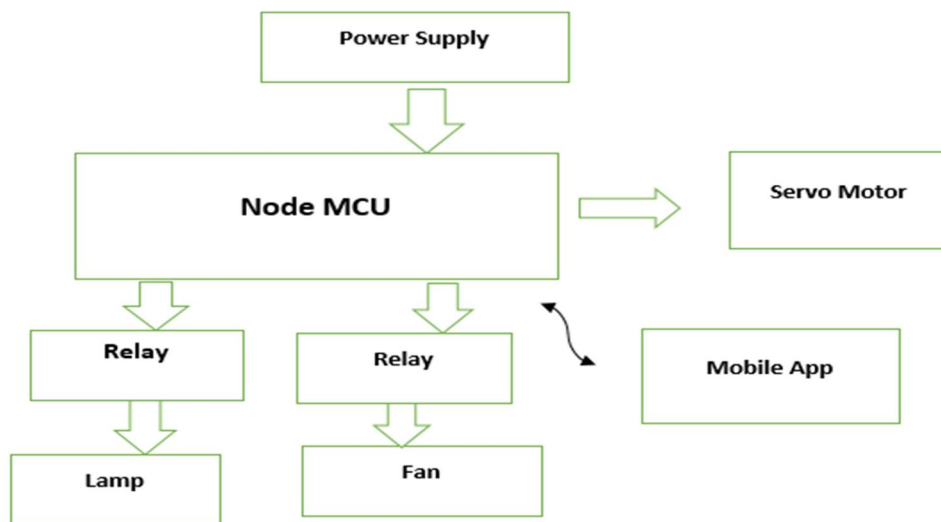 Power Supply
Node MCU
Servo Motor
Relay
Relay
Mobile App
Lamp
Fan